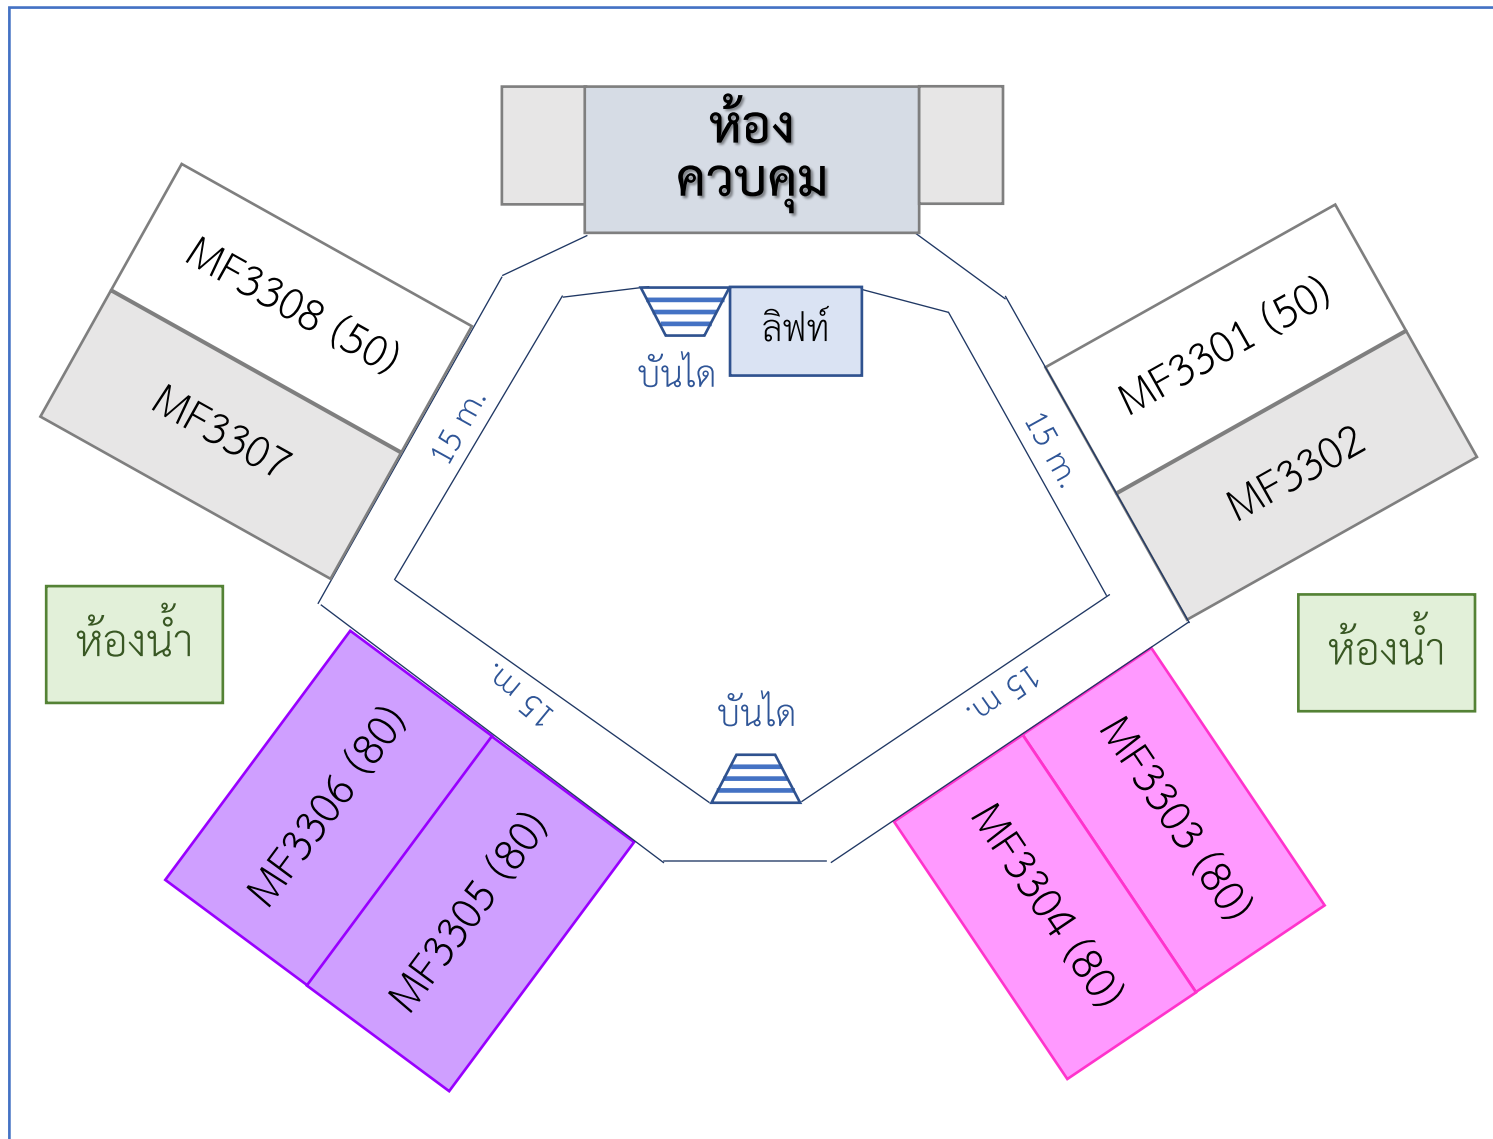 ห้อง
ควบคุม
MF3308 (50)
MF3307
ลิฟท์
บันได
MF3301 (50)
MF3302
15 m.
15 m.
ห้องน้ำ
ห้องน้ำ
15 m.
15 m.
บันได
MF3306 (80)
MF3305 (80)
MF3304 (80)
MF3303 (80)